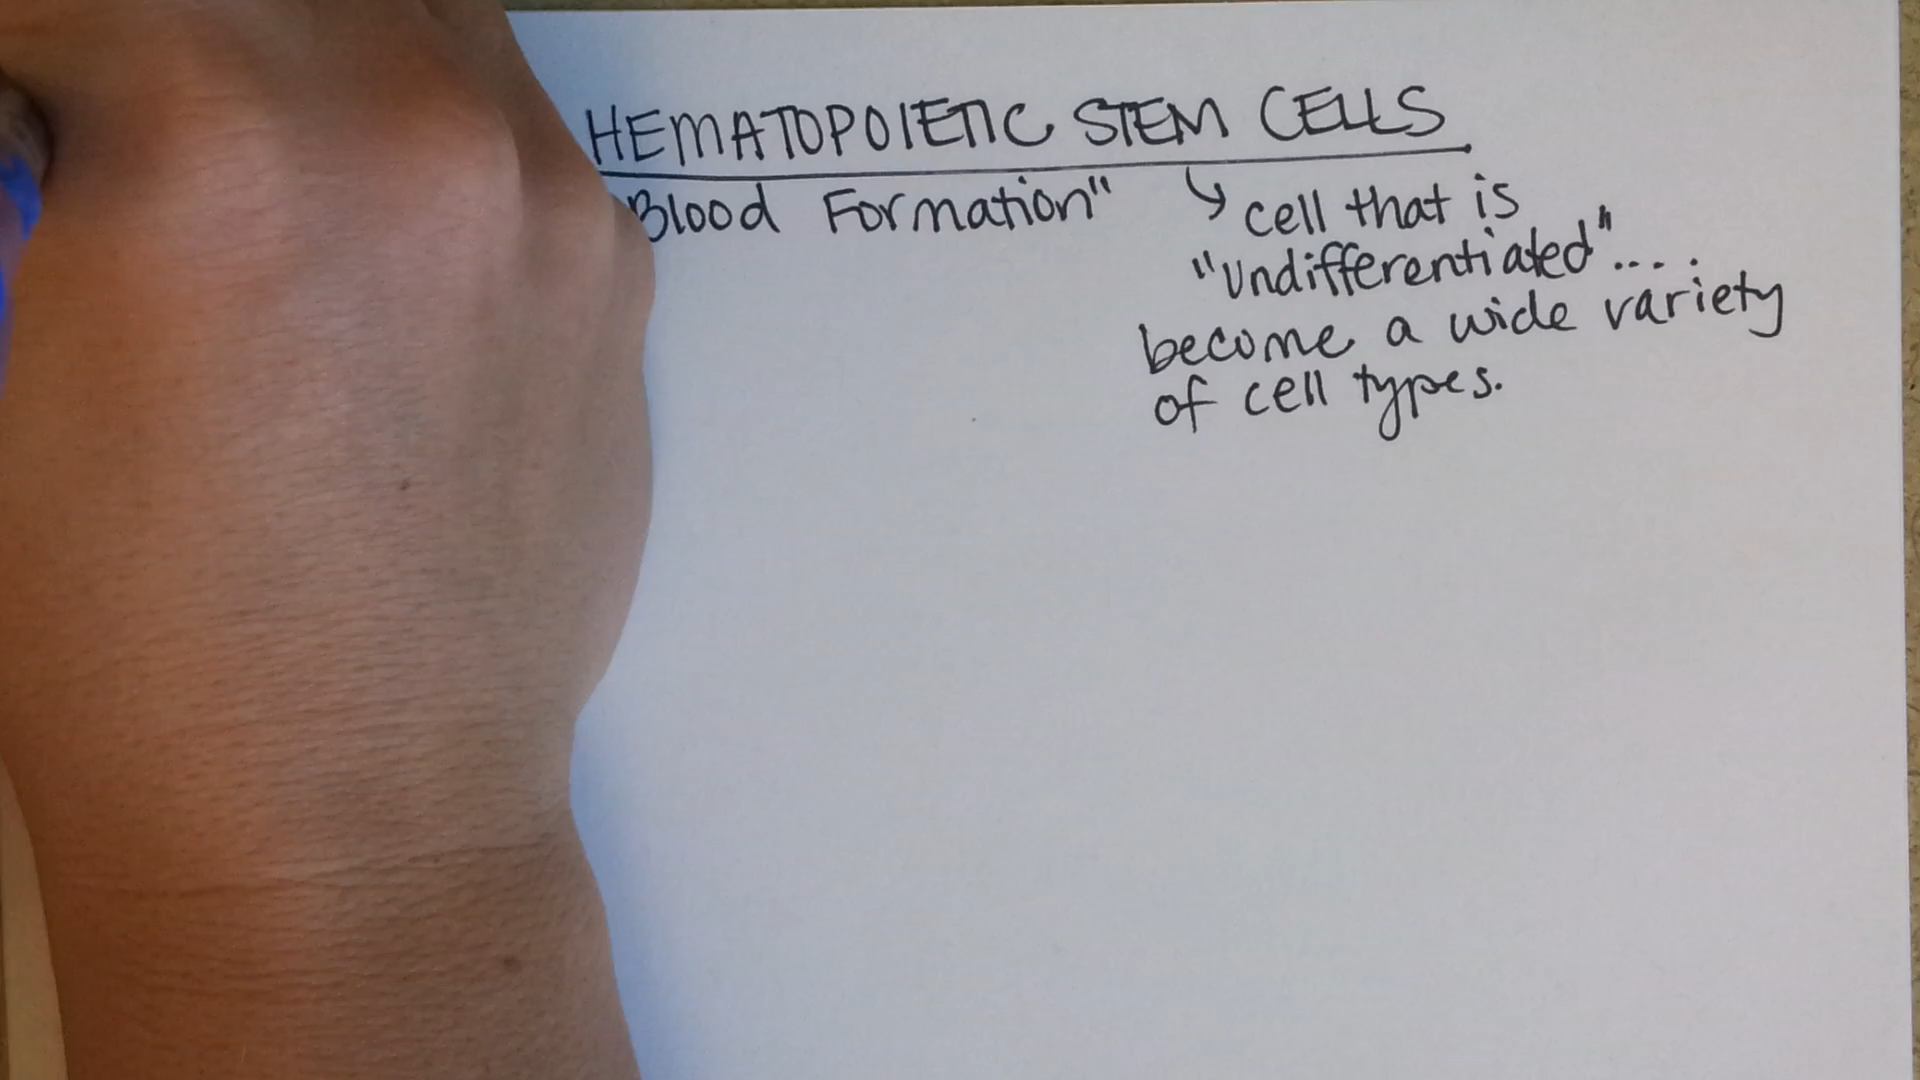 HEMATOPOIETIC STEM CELLS
Blood Formation"
↳ cell that is
"Undifferentiated"....
become a wide variety
of cell types.